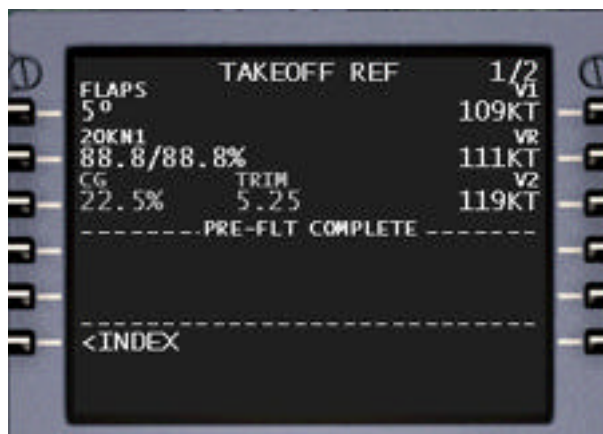 TAKEOFF REF 1/2
FLAPS V1
5° 109KT
20KN1 VR
88.8/88.8% 111KT
CG TRIM V2
22.5% 5.25 119KT
--------.PRE-FLT COMPLETE -------
<INDEX